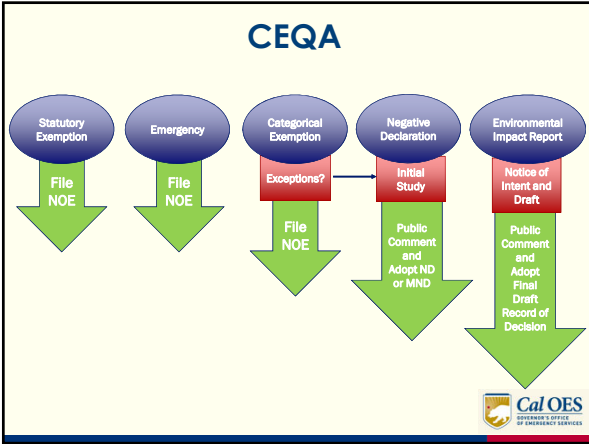 CEQA
Statutory
Exemption
File
NOE
Emergency
File
NOE
Categorical
Exemption
Exceptions?
File
NOE
Negative
Declaration
Initial
Study
Public
Comment
and
Adopt ND
or MND
Environmental
Impact Report
Notice of
Intent and
Draft
Public
Comment
and
Adopt
Final
Draft
Record of
Decision
Cal OES
GOVERNOR'S OFFICE
OF EMERGENCY SERVICES